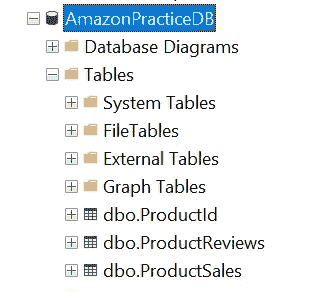 AmazonPracticeDB
Database Diagrams
Tables
System Tables
FileTables
External Tables
Graph Tables
dbo.ProductId
dbo.ProductReviews
dbo.ProductSales